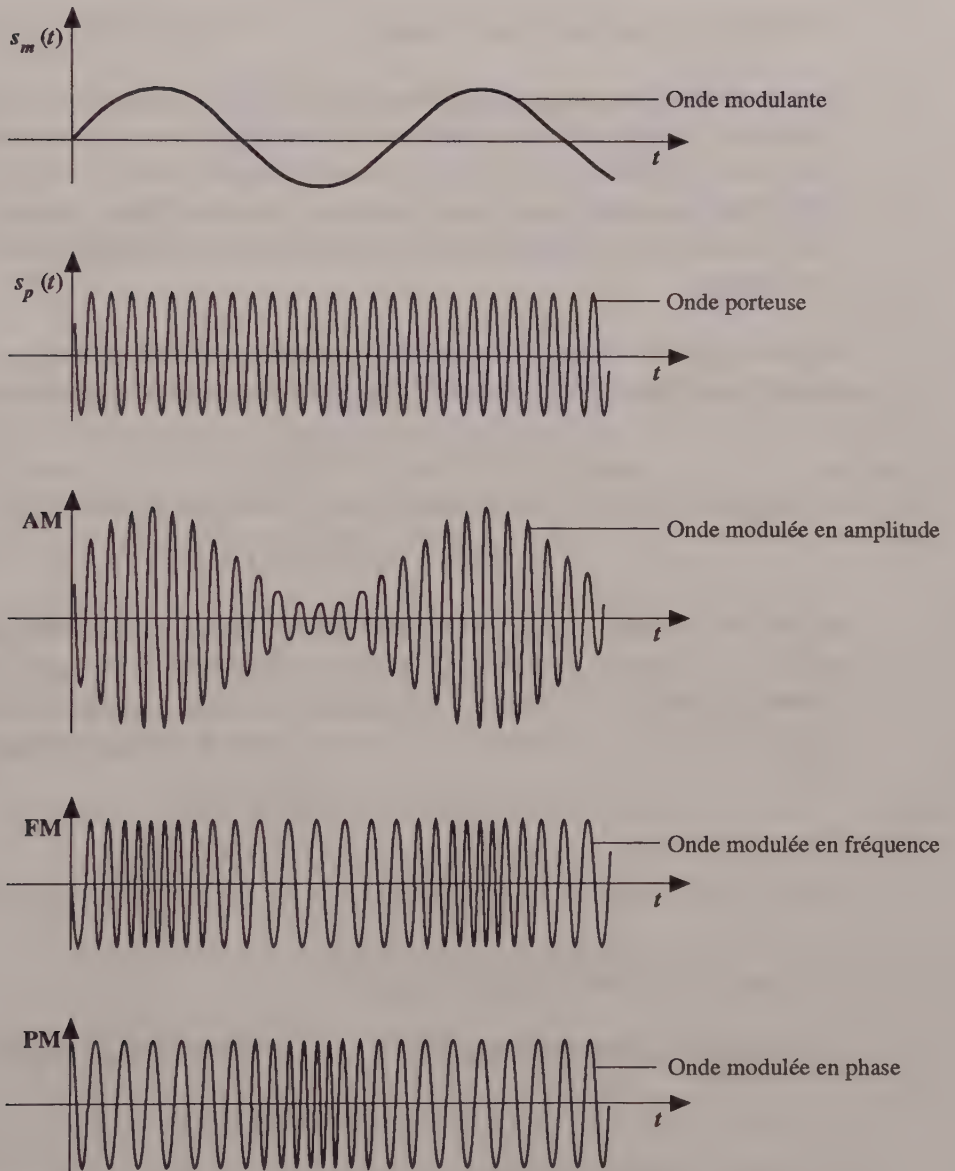 s_m (t)
Onde modulante
t
s_p (t)
Onde porteuse
t
AM
Onde modulée en amplitude
t
FM
Onde modulée en fréquence
t
PM
Onde modulée en phase